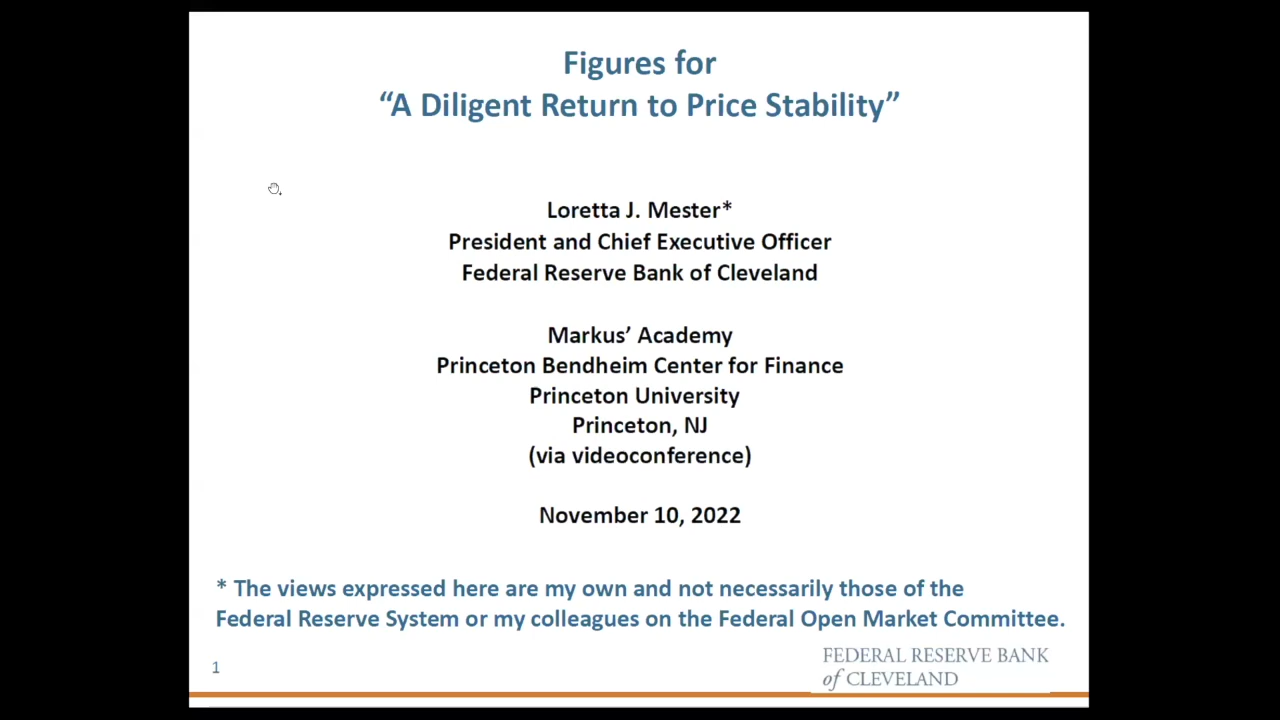 Figures for
“A Diligent Return to Price Stability”
Loretta J. Mester*
President and Chief Executive Officer
Federal Reserve Bank of Cleveland
Markus’ Academy
Princeton Bendheim Center for Finance
Princeton University
Princeton, NJ
(via videoconference)
November 10, 2022
* The views expressed here are my own and not necessarily those of the
Federal Reserve System or my colleagues on the Federal Open Market Committee.
1
FEDERAL RESERVE BANK
of CLEVELAND